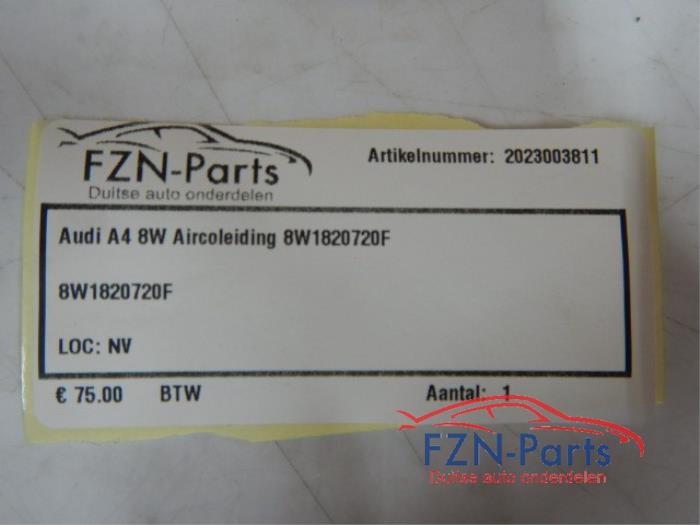 FZN-Parts
Duitse auto onderdelen
Artikelnummer: 2023003811
Audi A4 8W Aircoleiding 8W1820720F
8W1820720F
LOC: NV
€ 75.00 BTW Aantal: 1
FZN-Parts
Duitse auto onderdelen